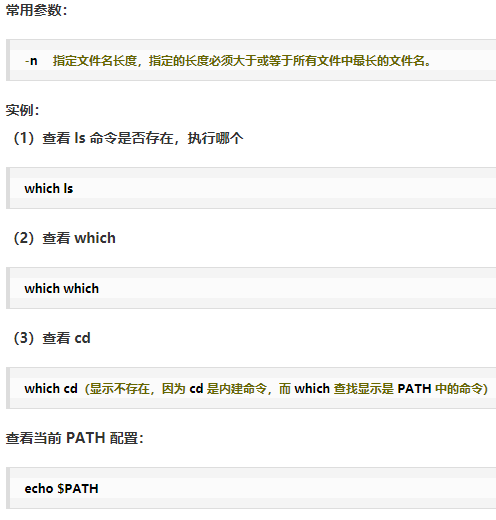 常用参数：
-n    指定文件名长度，指定的长度必须大于或等于所有文件中最长的文件名。
实例：
（1）查看 ls 命令是否存在，执行哪个
which ls
（2）查看 which
which which
（3）查看 cd
which cd（显示不存在，因为 cd 是内建命令，而 which 查找显示是 PATH 中的命令）
查看当前 PATH 配置：
echo $PATH